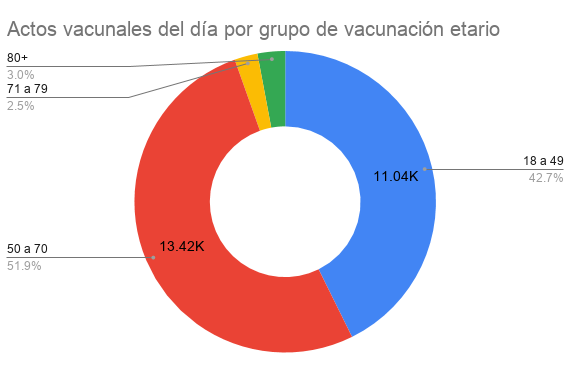 Actos vacunales del día por grupo de vacunación etario
80+
3.0%
71 a 79
2.5%
18 a 49
42.7%
11.04K
13.42K
50 a 70
51.9%